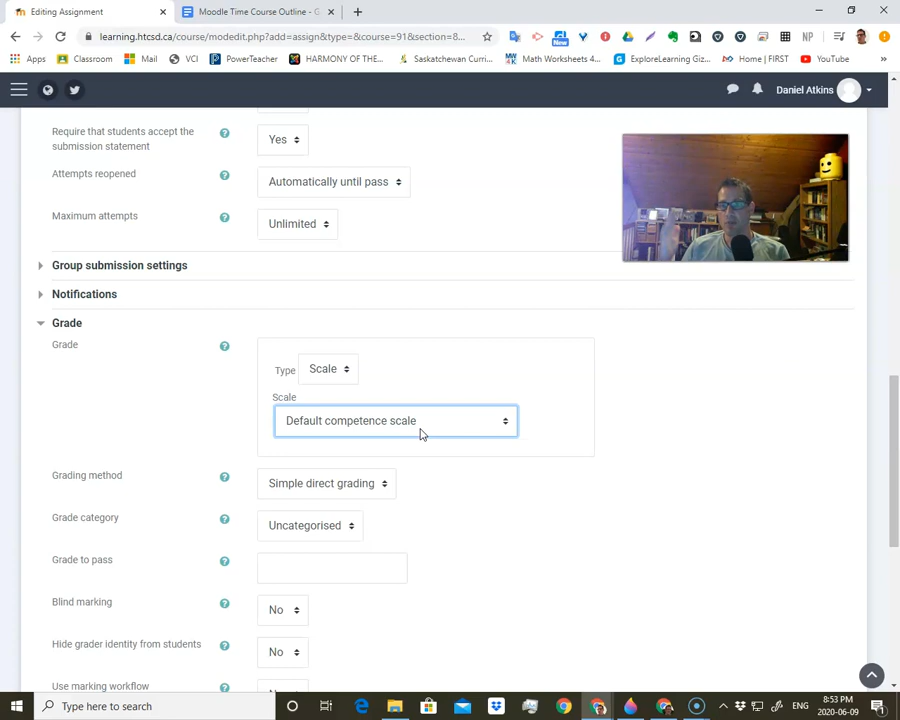 Editing Assignment
Moodle Time Course Outline - G
learning.htcsd.ca/course/modedit.php?add=assign&type=&course=91&section=8...
New
NP
Apps
Classroom
Mail
VCI
PowerTeacher
HARMONY OF THE...
Saskatchewan Curri...
Math Worksheets 4...
ExploreLearning Giz...
Home | FIRST
YouTube
Daniel Atkins
Require that students accept the
submission statement
Yes
Attempts reopened
Automatically until pass
Maximum attempts
Unlimited
Group submission settings
Notifications
Grade
Grade
Type
Scale
Scale
Default competence scale
Grading method
Simple direct grading
Grade category
Uncategorised
Grade to pass
Blind marking
No
Hide grader identity from students
No
Use marking workflow
Type here to search
ENG
8:53 PM
2020-06-09